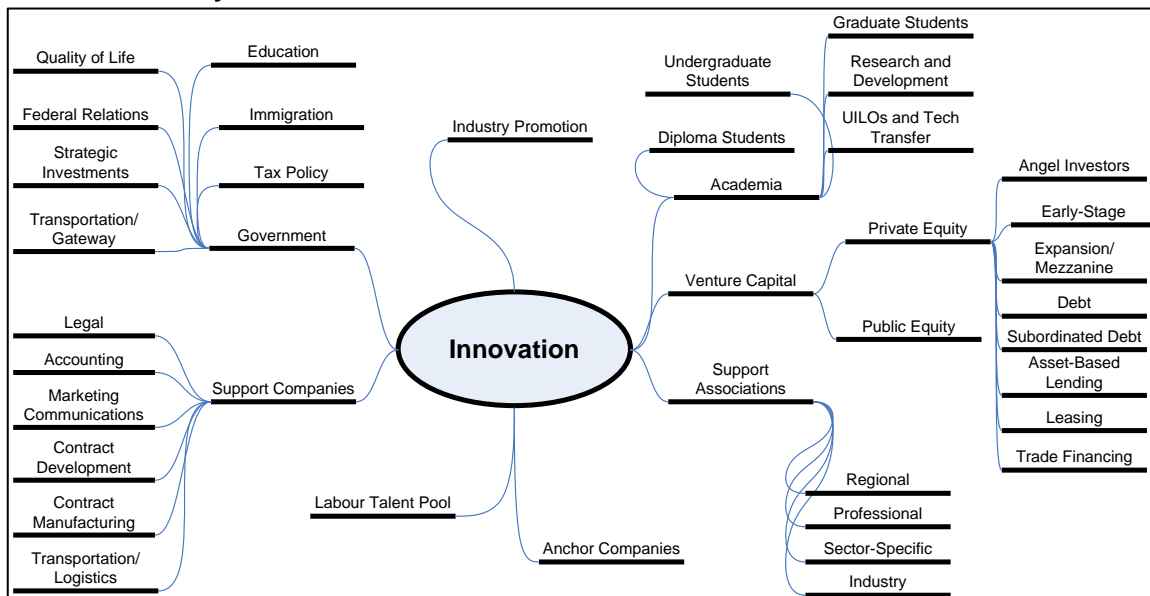 Quality of Life
Education
Federal Relations
Immigration
Strategic
Investments
Tax Policy
Transportation/
Gateway
Government
Industry Promotion
Graduate Students
Undergraduate
Students
Research and
Development
Diploma Students
UILOs and Tech
Transfer
Academia
Angel Investors
Private Equity
Early-Stage
Expansion/
Mezzanine
Venture Capital
Debt
Public Equity
Subordinated Debt
Asset-Based
Lending
Leasing
Trade Financing
Innovation
Legal
Accounting
Support Companies
Marketing
Communications
Contract
Development
Contract
Manufacturing
Transportation/
Logistics
Labour Talent Pool
Anchor Companies
Support
Associations
Regional
Professional
Sector-Specific
Industry